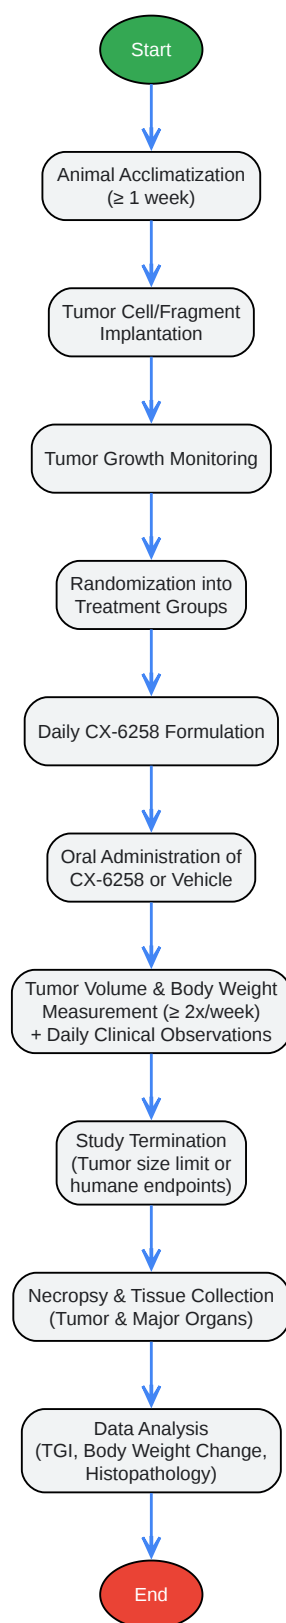 Start
Animal Acclimatization
(≥ 1 week)
Tumor Cell/Fragment
Implantation
Tumor Growth Monitoring
Randomization into
Treatment Groups
Daily CX-6258 Formulation
Oral Administration of
CX-6258 or Vehicle
Tumor Volume & Body Weight
Measurement (≥ 2x/week)
+ Daily Clinical Observations
Study Termination
(Tumor size limit or
humane endpoints)
Necropsy & Tissue Collection
(Tumor & Major Organs)
Data Analysis
(TGI, Body Weight Change,
Histopathology)
End